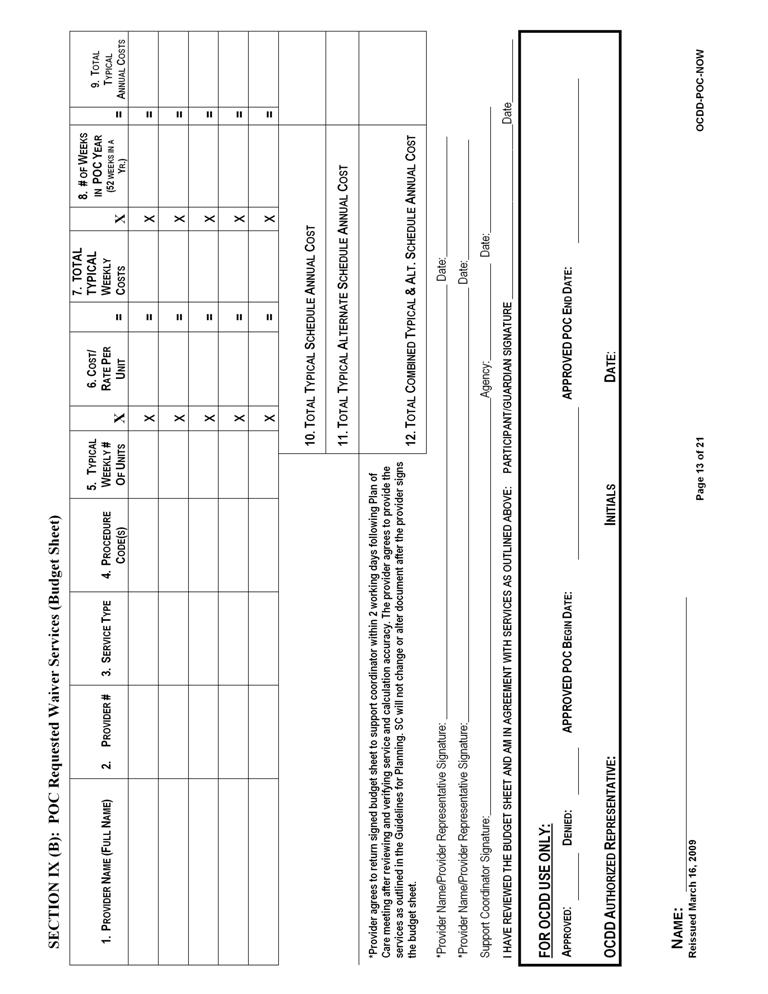 SECTION IX (B): POC Requested Waiver Services (Budget Sheet)
1. PROVIDER NAME (FULL NAME)
2. PROVIDER #
3. SERVICE TYPE
4. PROCEDURE
CODE(S)
5. TYPICAL
WEEKLY #
OF UNITS
X
6. COST/
RATE PER
UNIT
=
7. TOTAL
TYPICAL
WEEKLY
COSTS
X
8. # OF WEEKS
IN POC YEAR
(52 WEEKS IN A
YR.)
=
9. TOTAL
TYPICAL
ANNUAL COSTS
X = X =
X = X =
X = X =
X = X =
X = X =
10. TOTAL TYPICAL SCHEDULE ANNUAL COST
11. TOTAL TYPICAL ALTERNATE SCHEDULE ANNUAL COST
12. TOTAL COMBINED TYPICAL & ALT. SCHEDULE ANNUAL COST
*Provider agrees to return signed budget sheet to support coordinator within 2 working days following Plan of
Care meeting after reviewing and verifying service and calculation accuracy. The provider agrees to provide the
services as outlined in the Guidelines for Planning. SC will not change or alter document after the provider signs
the budget sheet.
*Provider Name/Provider Representative Signature: Date:
*Provider Name/Provider Representative Signature: Date:
Support Coordinator Signature: Agency: Date:
I HAVE REVIEWED THE BUDGET SHEET AND AM IN AGREEMENT WITH SERVICES AS OUTLINED ABOVE: PARTICIPANT/GUARDIAN SIGNATURE Date
FOR OCDD USE ONLY:
APPROVED: DENIED: APPROVED POC BEGIN DATE: APPROVED POC END DATE:
OCDD AUTHORIZED REPRESENTATIVE: INITIALS DATE:
NAME:
Reissued March 16, 2009 Page 13 of 21 OCDD-POC-NOW